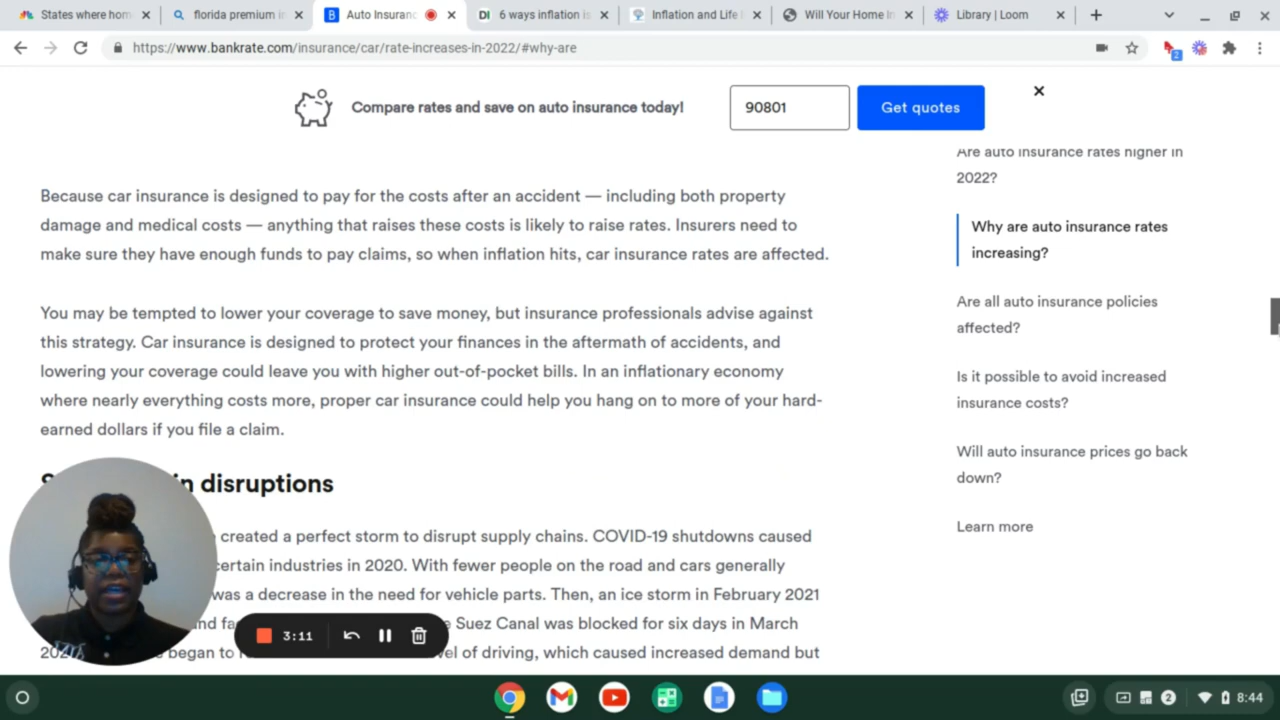 States where hom
florida premium in
Auto Insuranc
DI 6 ways inflation is
Inflation and Life
Will Your Home In
Library | Loom
https://www.bankrate.com/insurance/car/rate-increases-in-2022/#why-are
2
Compare rates and save on auto insurance today!
90801
Get quotes
Because car insurance is designed to pay for the costs after an accident — including both property
damage and medical costs — anything that raises these costs is likely to raise rates. Insurers need to
make sure they have enough funds to pay claims, so when inflation hits, car insurance rates are affected.
You may be tempted to lower your coverage to save money, but insurance professionals advise against
this strategy. Car insurance is designed to protect your finances in the aftermath of accidents, and
lowering your coverage could leave you with higher out-of-pocket bills. In an inflationary economy
where nearly everything costs more, proper car insurance could help you hang on to more of your hard-
earned dollars if you file a claim.
disruptions
created a perfect storm to disrupt supply chains. COVID-19 shutdowns caused
certain industries in 2020. With fewer people on the road and cars generally
was a decrease in the need for vehicle parts. Then, an ice storm in February 2021
Suez Canal was blocked for six days in March
began to of driving, which caused increased demand but
Are auto insurance rates higher in
2022?
Why are auto insurance rates
increasing?
Are all auto insurance policies
affected?
Is it possible to avoid increased
insurance costs?
Will auto insurance prices go back
down?
Learn more
3:11
2
8:44